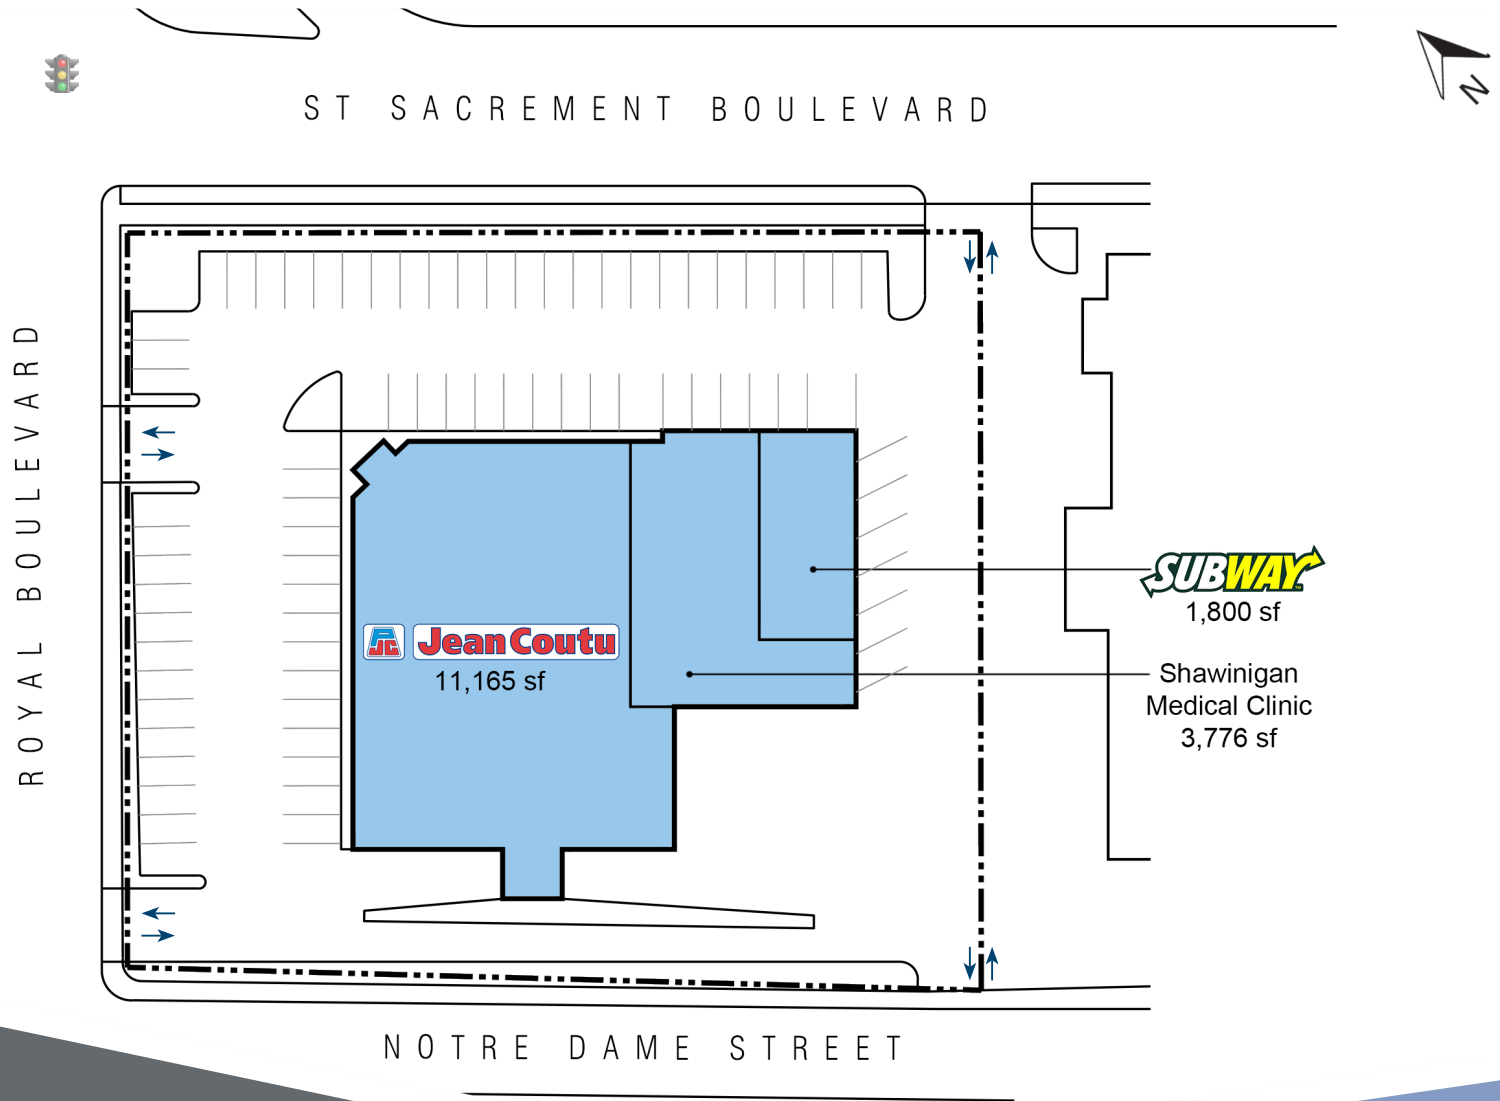 N
ST SACREMENT BOULEVARD
ROYAL BOULEVARD
SUBWAY
1,800 sf
PJC Jean Coutu
11,165 sf
Shawinigan
Medical Clinic
3,776 sf
NOTRE DAME STREET